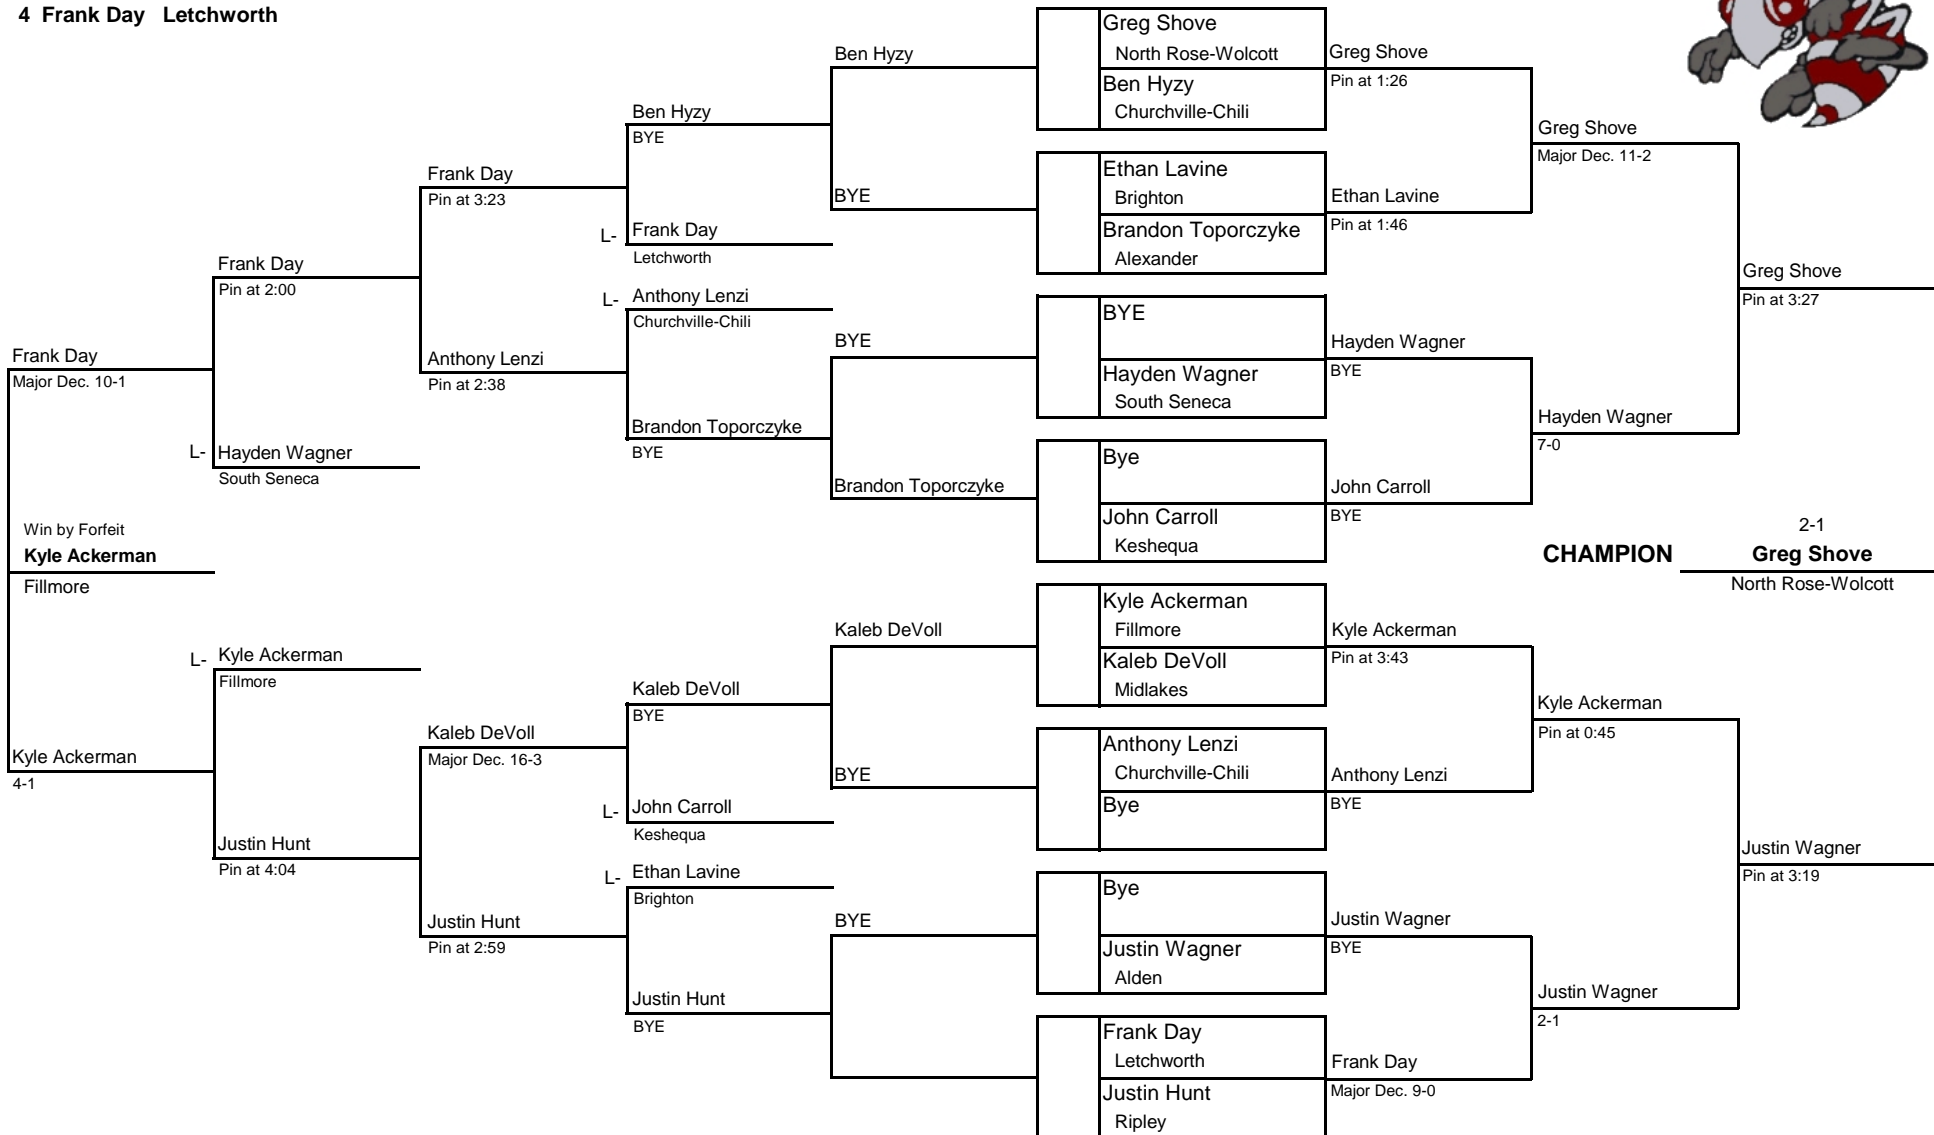 4 Frank Day Letchworth
Frank Day
Major Dec. 10-1
Win by Forfeit
Kyle Ackerman
Fillmore
Kyle Ackerman
4-1
Frank Day
Pin at 2:00
L- Hayden Wagner
South Seneca
L- Kyle Ackerman
Fillmore
Justin Hunt
Pin at 4:04
Frank Day
Pin at 3:23
Anthony Lenzi
Pin at 2:38
Kaleb DeVoll
Major Dec. 16-3
Justin Hunt
Pin at 2:59
Ben Hyzy
BYE
L- Frank Day
Letchworth
L- Anthony Lenzi
Churchville-Chili
Brandon Toporczyke
BYE
Kaleb DeVoll
BYE
L- John Carroll
Keshequa
L- Ethan Lavine
Brighton
Justin Hunt
BYE
Ben Hyzy
BYE
BYE
Brandon Toporczyke
Kaleb DeVoll
BYE
BYE
Greg Shove
North Rose-Wolcott
Ben Hyzy
Churchville-Chili
Ethan Lavine
Brighton
Brandon Toporczyke
Alexander
BYE
Hayden Wagner
South Seneca
Bye
John Carroll
Keshequa
Kyle Ackerman
Fillmore
Kaleb DeVoll
Midlakes
Anthony Lenzi
Churchville-Chili
Bye
Bye
Justin Wagner
Alden
Frank Day
Letchworth
Justin Hunt
Ripley
Greg Shove
Pin at 1:26
Ethan Lavine
Pin at 1:46
Hayden Wagner
BYE
John Carroll
BYE
Kyle Ackerman
Pin at 3:43
Anthony Lenzi
BYE
Justin Wagner
BYE
Frank Day
Major Dec. 9-0
Greg Shove
Major Dec. 11-2
Hayden Wagner
7-0
Kyle Ackerman
Pin at 0:45
Justin Wagner
2-1
Greg Shove
Pin at 3:27
2-1
CHAMPION Greg Shove
North Rose-Wolcott
Justin Wagner
Pin at 3:19